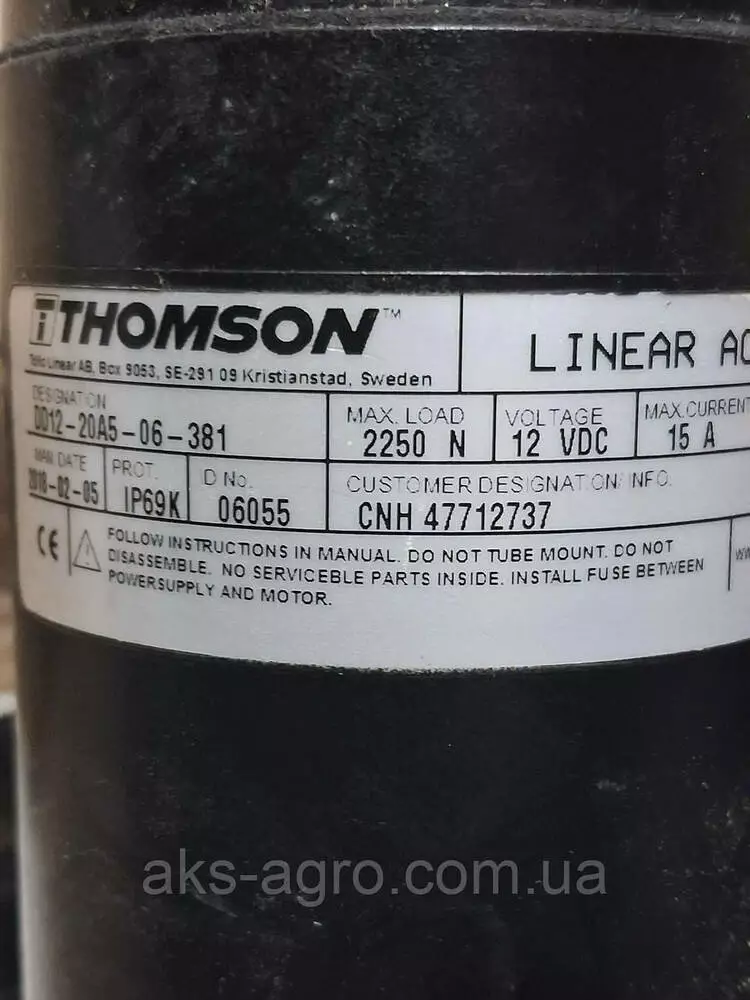 THOMSON™
LINEAR AC
Tollo Linear AB, Box 9053, SE-291 09 Kristianstad, Sweden
DESIGNATION
DD12-20A5-06-381
MAX. LOAD
2250 N
VOLTAGE
12 VDC
MAX.CURRENT
15 A
MAN. DATE
2018-02-05
PROT.
IP69K
D No.
06055
CUSTOMER DESIGNATION INFO.
CNH 47712737
CE
FOLLOW INSTRUCTIONS IN MANUAL. DO NOT TUBE MOUNT. DO NOT
DISASSEMBLE. NO SERVICEBLE PARTS INSIDE. INSTALL FUSE BETWEEN
POWERSUPPLY AND MOTOR.
aks-agro.com.ua